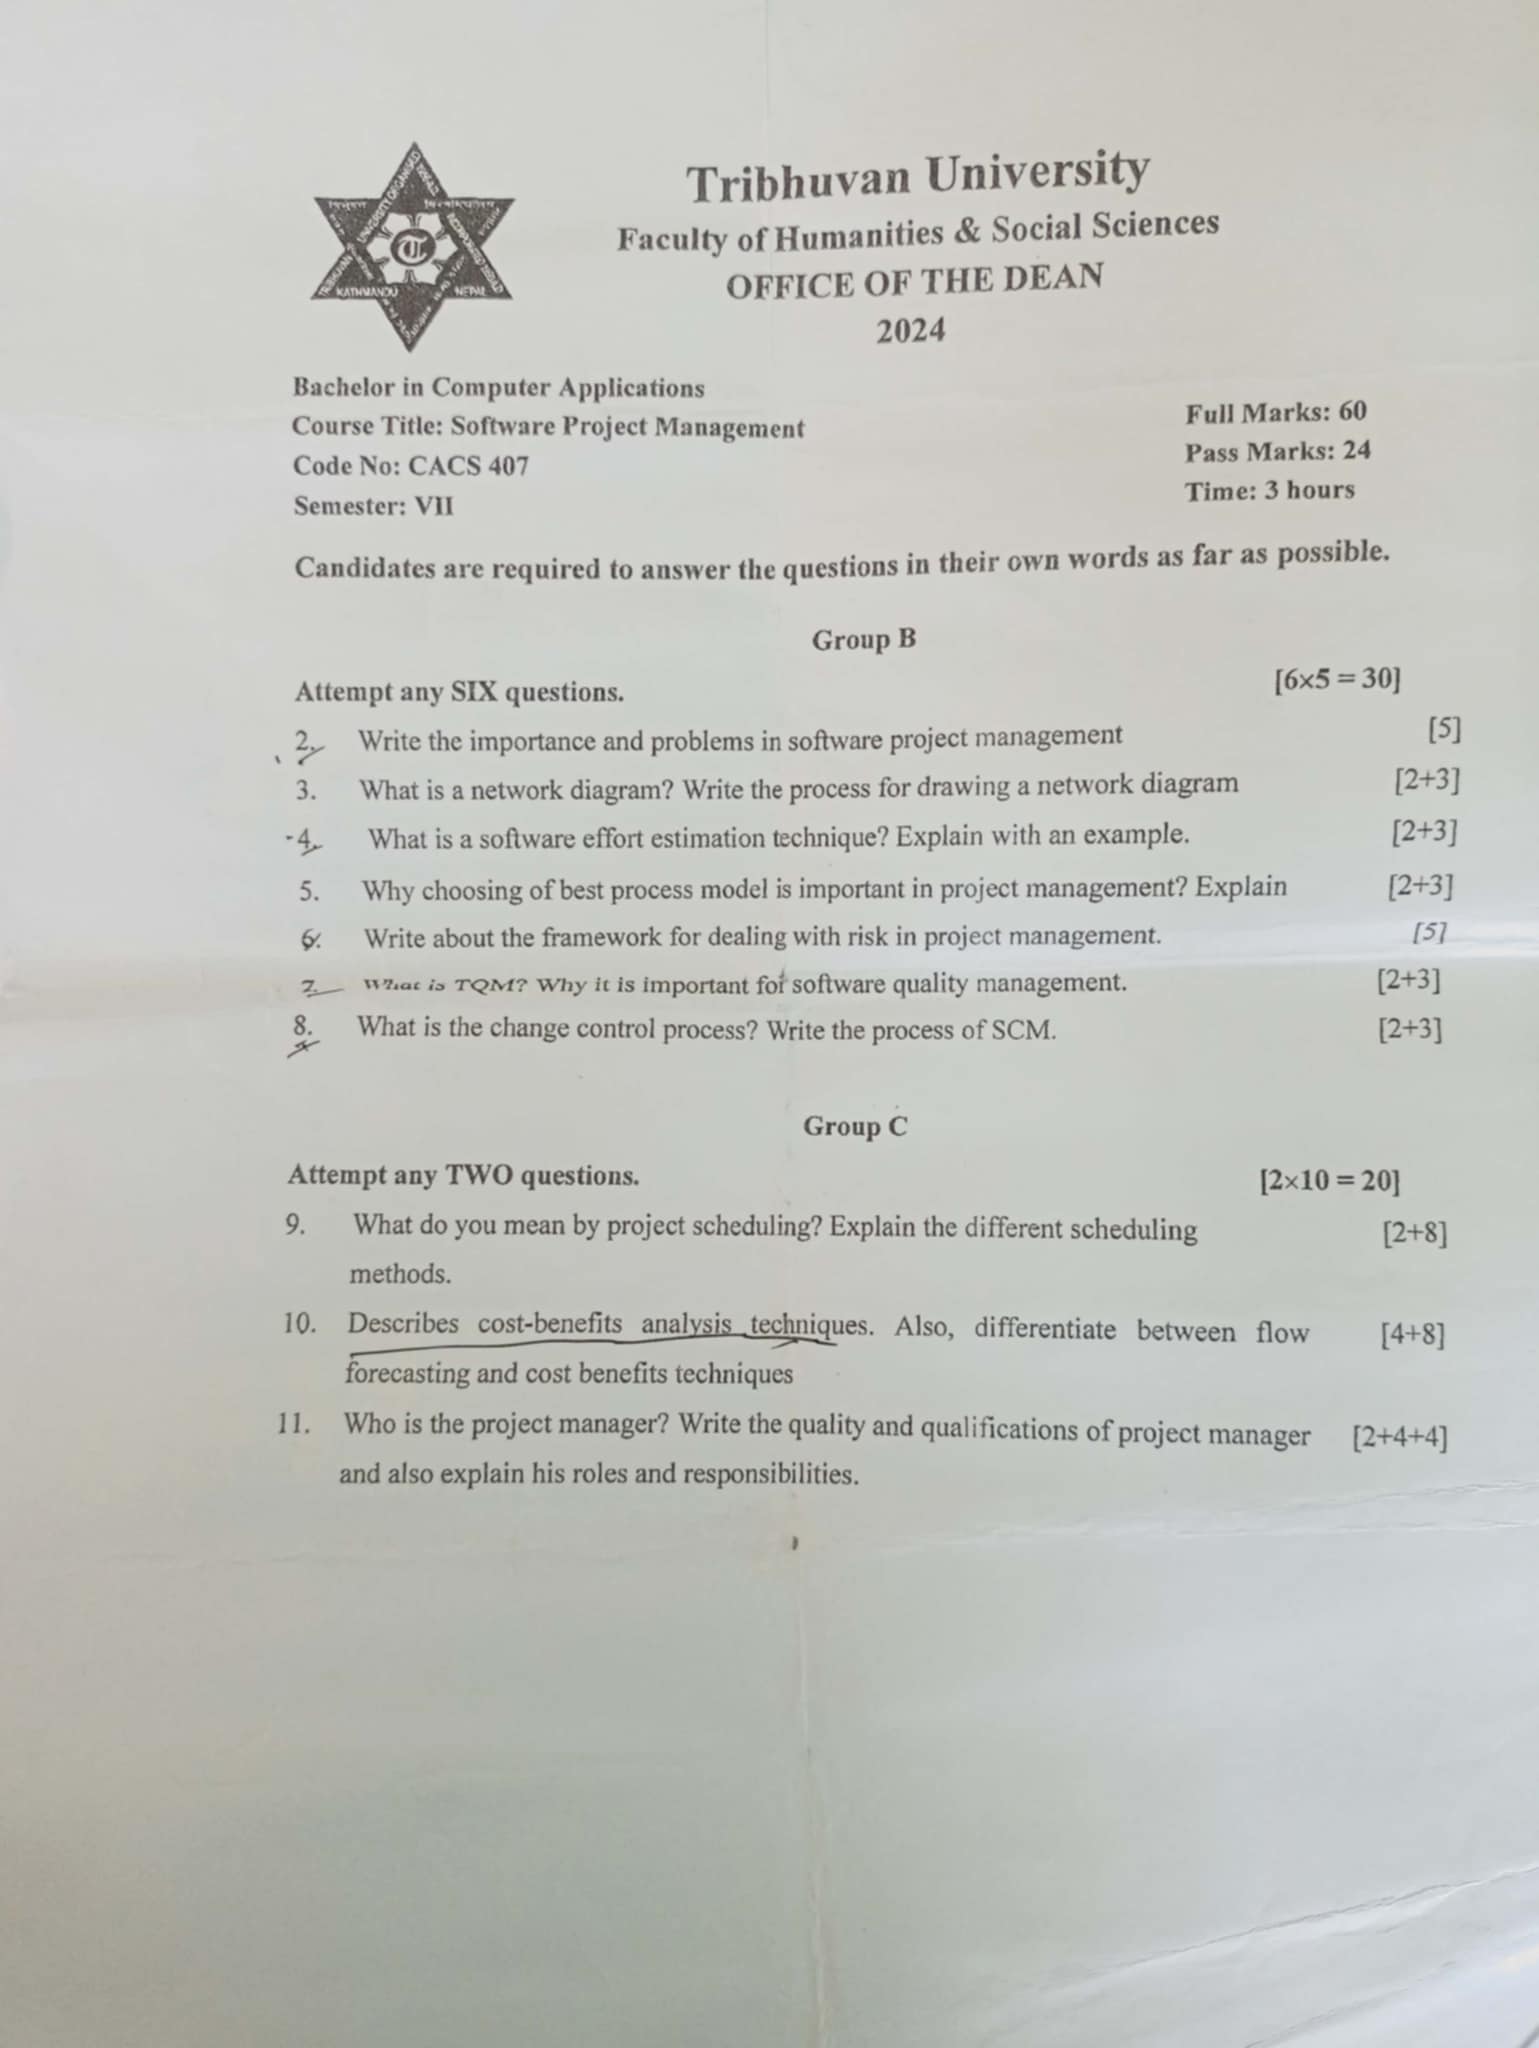 Tribhuvan University
Faculty of Humanities & Social Sciences
OFFICE OF THE DEAN
2024
KATHMANDU NEPAL
Bachelor in Computer Applications
Course Title: Software Project Management
Code No: CACS 407
Semester: VII
Full Marks: 60
Pass Marks: 24
Time: 3 hours
Candidates are required to answer the questions in their own words as far as possible.
Group B
Attempt any SIX questions. [6×5 = 30]
2. Write the importance and problems in software project management [5]
3. What is a network diagram? Write the process for drawing a network diagram [2+3]
4. What is a software effort estimation technique? Explain with an example. [2+3]
5. Why choosing of best process model is important in project management? Explain [2+3]
6. Write about the framework for dealing with risk in project management. [5]
7. What is TQM? Why it is important for software quality management. [2+3]
8. What is the change control process? Write the process of SCM. [2+3]
Group C
Attempt any TWO questions. [2×10 = 20]
9. What do you mean by project scheduling? Explain the different scheduling [2+8]
methods.
10. Describes cost-benefits analysis techniques. Also, differentiate between flow [4+8]
forecasting and cost benefits techniques
11. Who is the project manager? Write the quality and qualifications of project manager [2+4+4]
and also explain his roles and responsibilities.